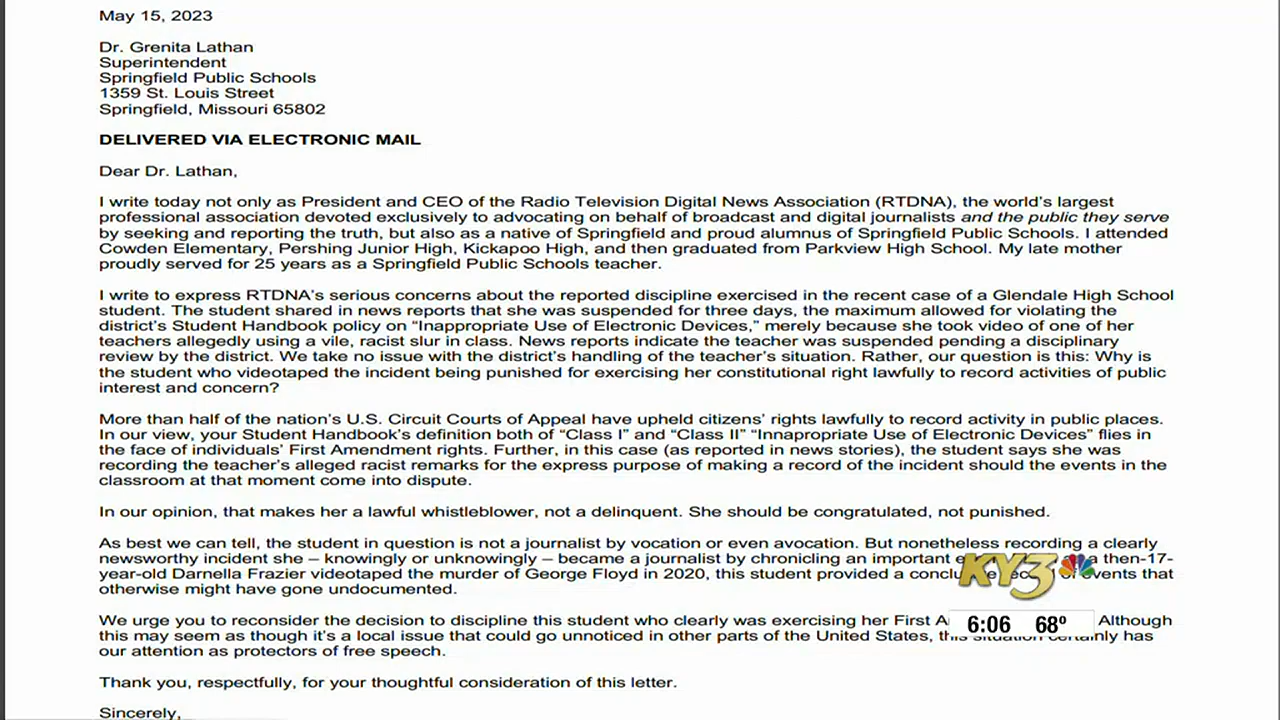 May 15, 2023
Dr. Grenita Lathan
Superintendent
Springfield Public Schools
1359 St. Louis Street
Springfield, Missouri 65802
DELIVERED VIA ELECTRONIC MAIL
Dear Dr. Lathan,
I write today not only as President and CEO of the Radio Television Digital News Association (RTDNA), the world's largest
professional association devoted exclusively to advocating on behalf of broadcast and digital journalists and the public they serve
by seeking and reporting the truth, but also as a native of Springfield and proud alumnus of Springfield Public Schools. I attended
Cowden Elementary, Pershing Junior High, Kickapoo High, and then graduated from Parkview High School. My late mother
proudly served for 25 years as a Springfield Public Schools teacher.
I write to express RTDNA's serious concerns about the reported discipline exercised in the recent case of a Glendale High School
student. The student shared in news reports that she was suspended for three days, the maximum allowed for violating the
district's Student Handbook policy on “Inappropriate Use of Electronic Devices,” merely because she took video of one of her
teachers allegedly using a vile, racist slur in class. News reports indicate the teacher was suspended pending a disciplinary
review by the district. We take no issue with the district's handling of the teacher's situation. Rather, our question is this: Why is
the student who videotaped the incident being punished for exercising her constitutional right lawfully to record activities of public
interest and concern?
More than half of the nation's U.S. Circuit Courts of Appeal have upheld citizens' rights lawfully to record activity in public places.
In our view, your Student Handbook's definition both of “Class I” and “Class II” “Innapropriate Use of Electronic Devices” flies in
the face of individuals' First Amendment rights. Further, in this case (as reported in news stories), the student says she was
recording the teacher's alleged racist remarks for the express purpose of making a record of the incident should the events in the
classroom at that moment come into dispute.
In our opinion, that makes her a lawful whistleblower, not a delinquent. She should be congratulated, not punished.
As best we can tell, the student in question is not a journalist by vocation or even avocation. But nonetheless recording a clearly
newsworthy incident she – knowingly or unknowingly – became a journalist by chronicling an important a then-17-
year-old Darnella Frazier videotaped the murder of George Floyd in 2020, this student provided a of events that
otherwise might have gone undocumented.
We urge you to reconsider the decision to discipline this student who clearly was exercising her First Although
this may seem as though it's a local issue that could go unnoticed in other parts of the United States, this situation certainly has
our attention as protectors of free speech.
Thank you, respectfully, for your thoughtful consideration of this letter.
Sincerely,
KY3
6:06 68º